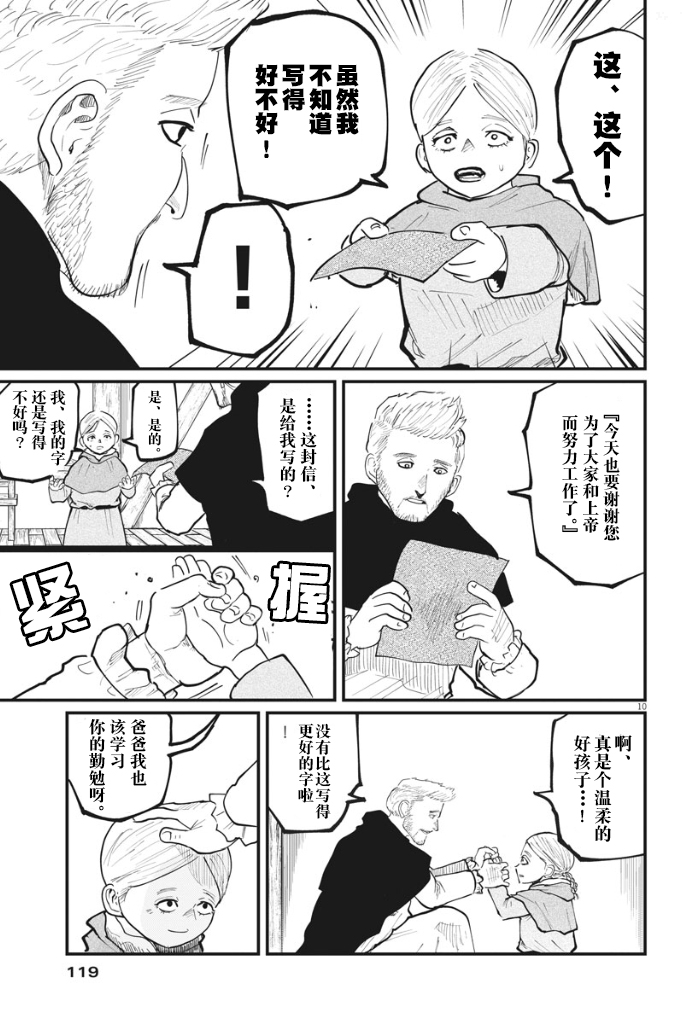 这、这个！
虽然我
不知道
写得
好不好！
！
『今天也要谢谢您
为了大家和上帝
而努力工作了。』
……这封信、
是给我写的？
是、是的。
我、我的字
还是写得
不好吗？
握
紧
10
啊、
真是个温柔的
好孩子…！
没有比这写得
更好的字啦
！
爸爸我也
该学习
你的勤勉呀。
119